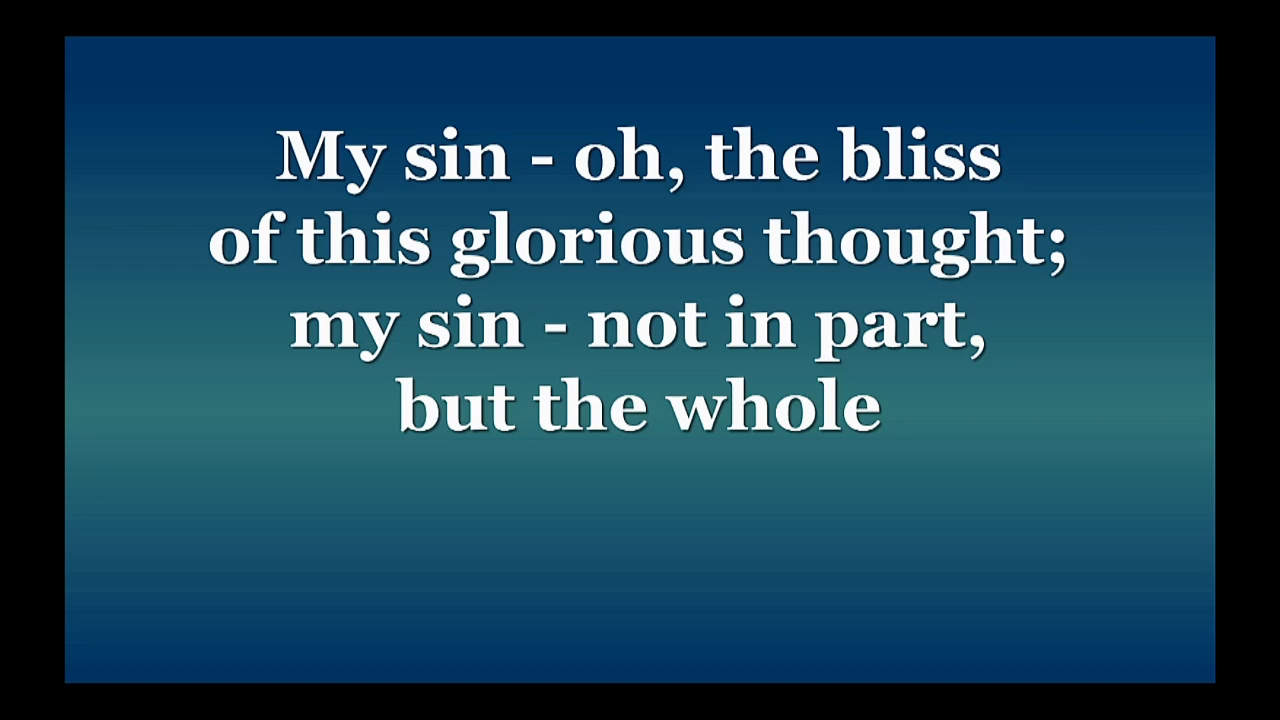 My sin - oh, the bliss
of this glorious thought;
my sin - not in part,
but the whole